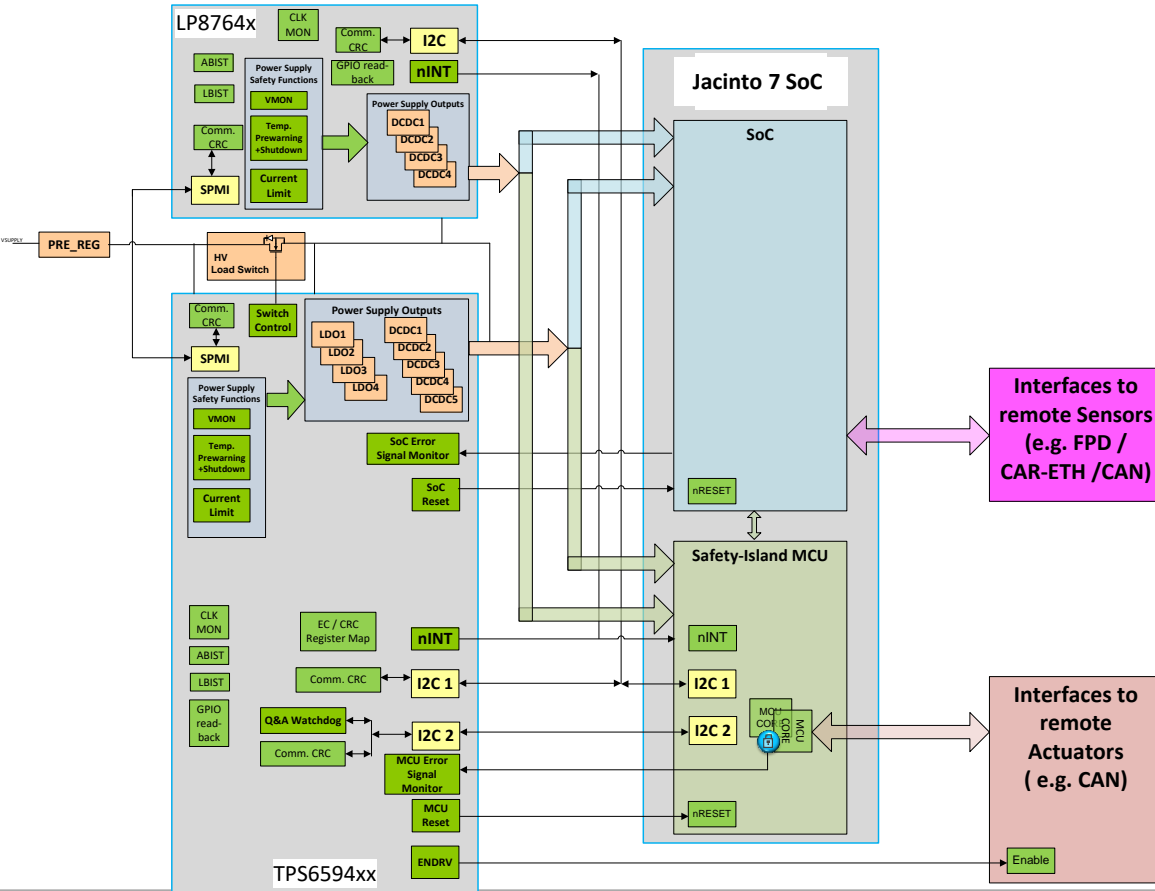 LP8764x
CLK
MON
Comm.
CRC
I2C
ABIST
LBIST
Power Supply
Safety Functions
VMON
Temp.
Prewarning
+Shutdown
Current
Limit
GPIO read-
back
nINT
Power Supply Outputs
DCDC1
DCDC2
DCDC3
DCDC4
Comm.
CRC
SPMI
Jacinto 7 SoC
SoC
VSUPPLY
PRE_REG
HV
Load Switch
Comm.
CRC
Switch
Control
SPMI
Power Supply Outputs
LDO1
LDO2
LDO3
LDO4
DCDC1
DCDC2
DCDC3
DCDC4
DCDC5
Power Supply
Safety Functions
VMON
Temp.
Prewarning
+Shutdown
Current
Limit
SoC Error
Signal Monitor
SoC
Reset
nRESET
Interfaces to
remote Sensors
(e.g. FPD /
CAR-ETH /CAN)
Safety-Island MCU
CLK
MON
ABIST
LBIST
GPIO
read-
back
EC / CRC
Register Map
nINT
nINT
Comm. CRC
I2C 1
I2C 1
Q&A Watchdog
Comm. CRC
I2C 2
I2C 2
MCU
CORE
MCU
CORE
MCU Error
Signal
Monitor
MCU
Reset
nRESET
ENDRV
TPS6594xx
Interfaces to
remote
Actuators
( e.g. CAN)
Enable